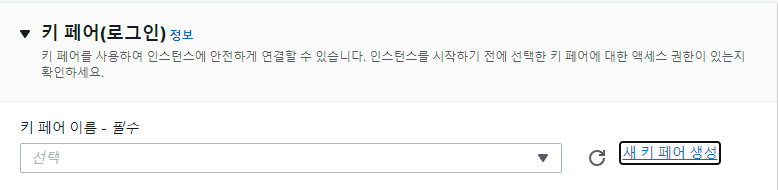 키 페어(로그인) 정보
키 페어를 사용하여 인스턴스에 안전하게 연결할 수 있습니다. 인스턴스를 시작하기 전에 선택한 키 페어에 대한 액세스 권한이 있는지
확인하세요.
키 페어 이름 - 필수
선택
새 키 페어 생성